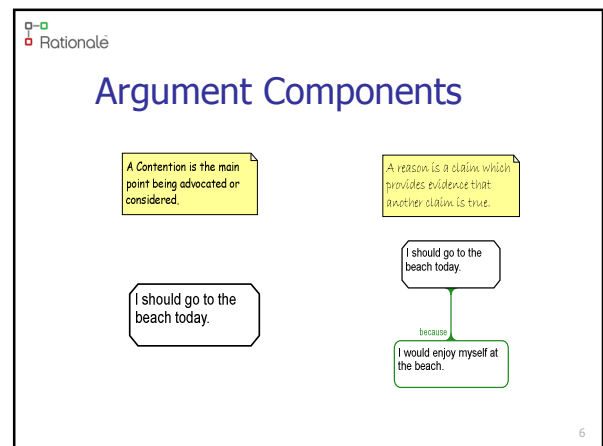 Rationale
Argument Components
A Contention is the main
point being advocated or
considered.
A reason is a claim which
provides evidence that
another claim is true.
I should go to the
beach today.
I should go to the
beach today.
because
I would enjoy myself at
the beach.
6